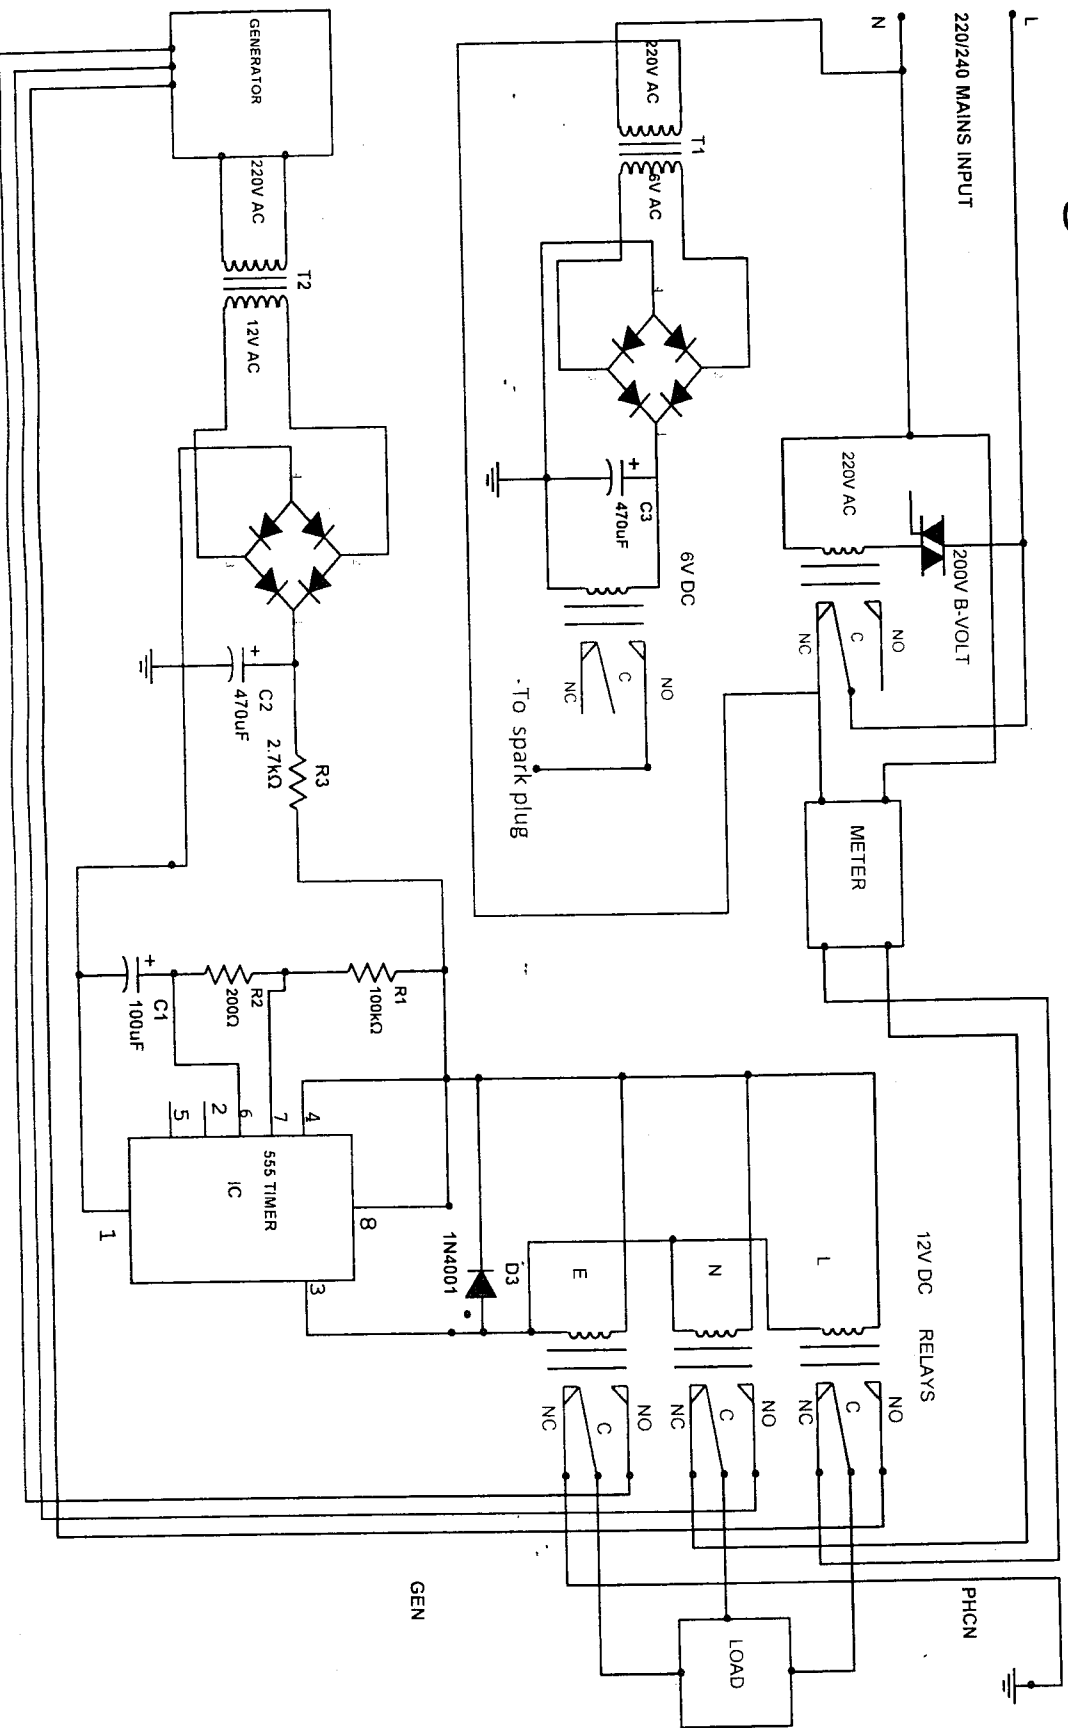 L
220/240 MAINS INPUT
N
200V B-VOLT
220V AC
NO
C
NC
METER
T1
220V AC
6V AC
C3
470uF
+
6V DC
NO
C
NC
To spark plug
GENERATOR
220V AC
T2
12V AC
+
C2
470uF
R3
2.7kΩ
R1
100kΩ
R2
200Ω
+
C1
100uF
4
7
6
2
5
555 TIMER
IC
8
1
3
D3
1N4001
12V DC RELAYS
L
N
E
NO
C
NC
NO
C
NC
NO
C
NC
PHCN
GEN
LOAD